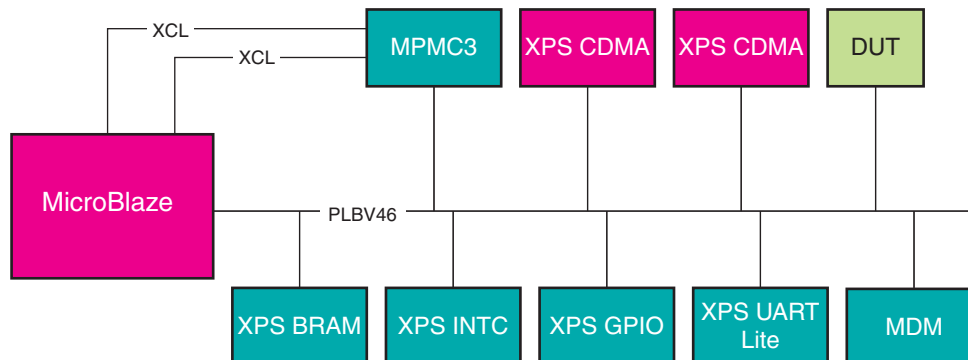 XCL
XCL
MPMC3
XPS CDMA
XPS CDMA
DUT
MicroBlaze
PLBV46
XPS BRAM
XPS INTC
XPS GPIO
XPS UART
Lite
MDM